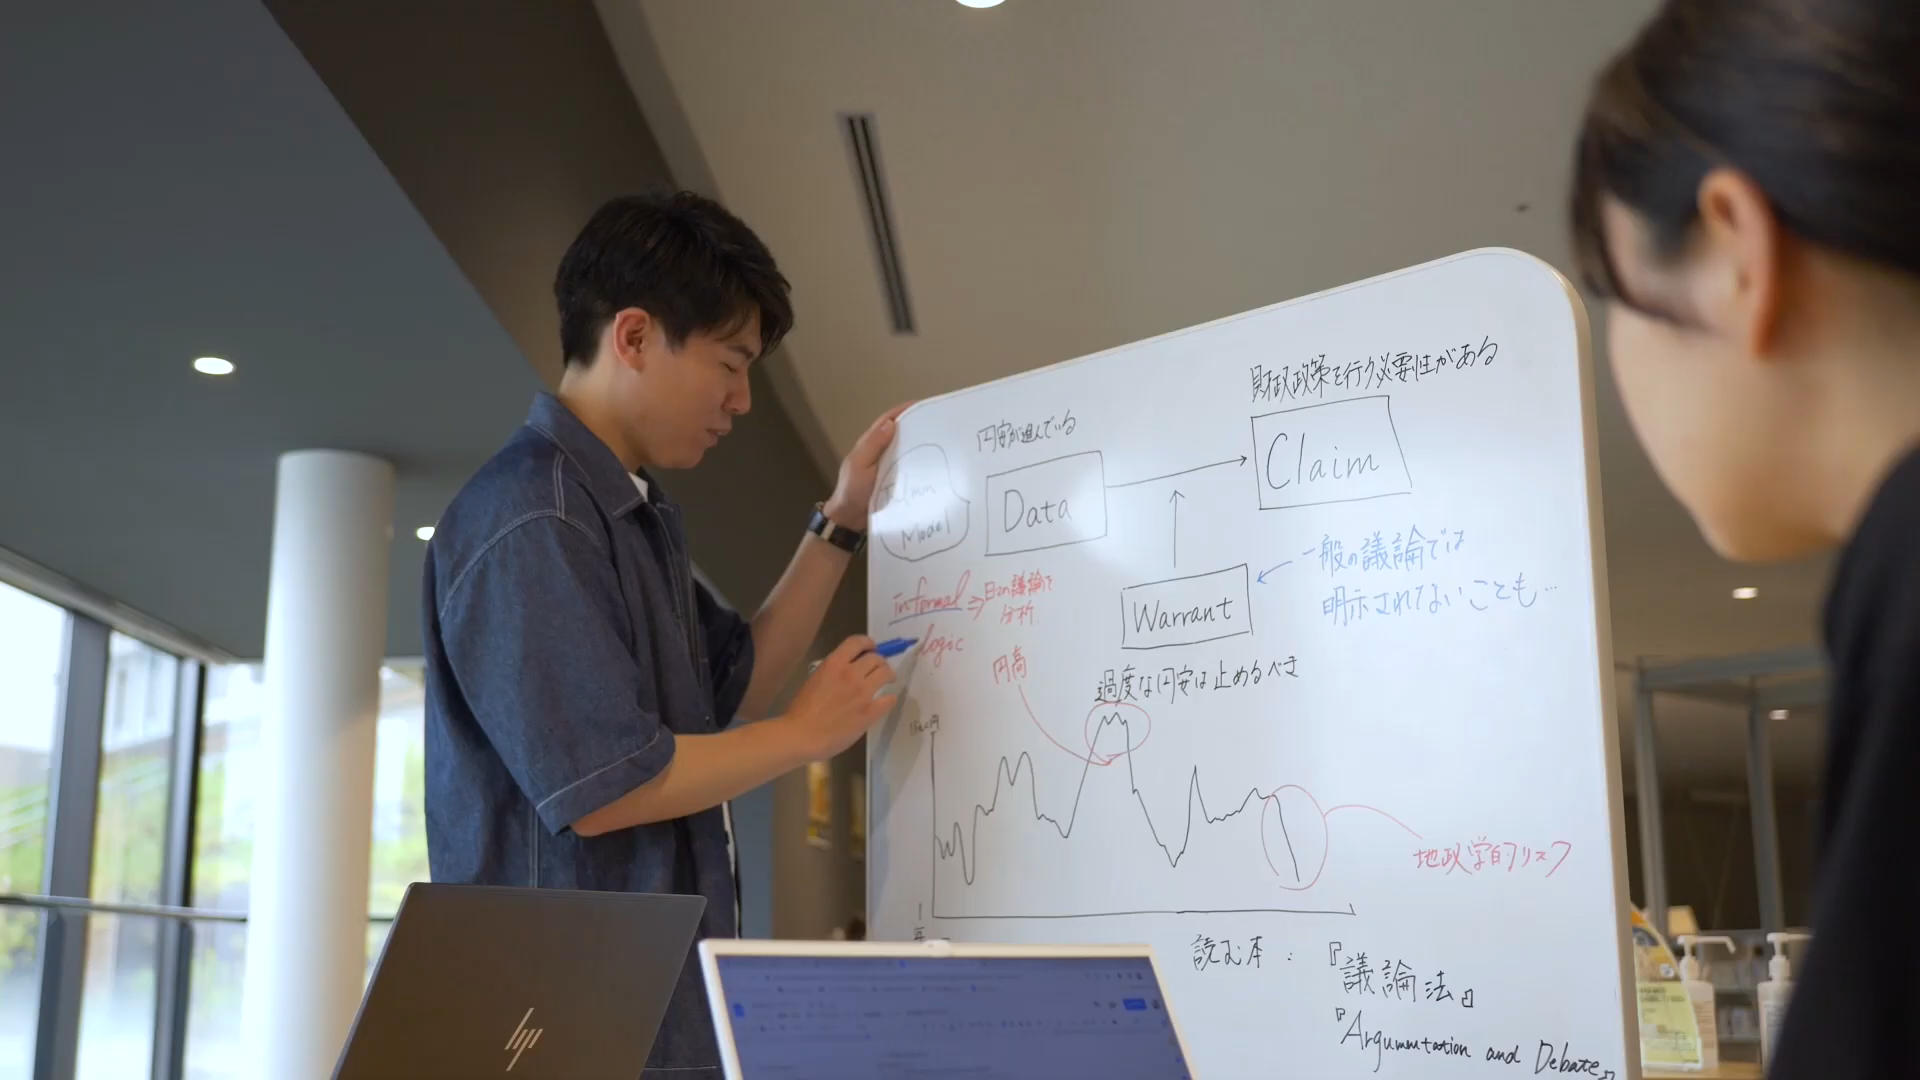 財政政策を行う必要性がある
円安が進んでいる
Claim
Data
Model
一般の議論では
明示されてないことも…
Warrant
informal
logic
⇒日々の議論を
分析
円高
過度な円安は止めるべき
地政学的リスク
読む本:『議論法』
『Argumentation and Debate』
hp